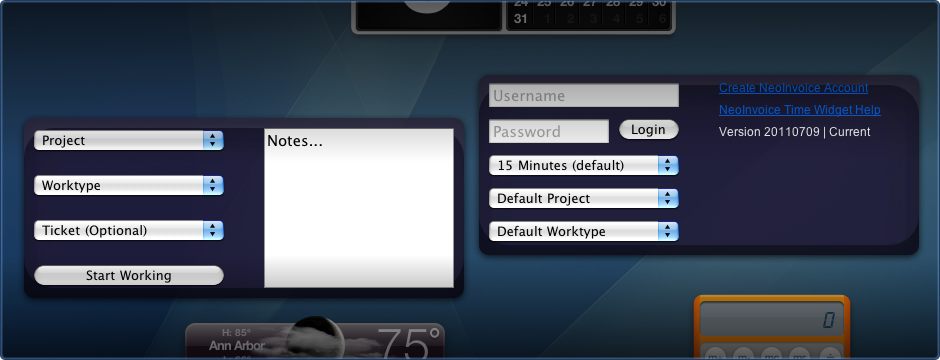 24 25 26 27 28 29 30
31 1 2 3 4 5 6
Username
Password
Login
15 Minutes (default)
Default Project
Default Worktype
Create NeoInvoice Account
NeoInvoice Time Widget Help
Version 20110709 | Current
Project
Worktype
Ticket (Optional)
Start Working
Notes...
H: 85°
Ann Arbor
75°
0